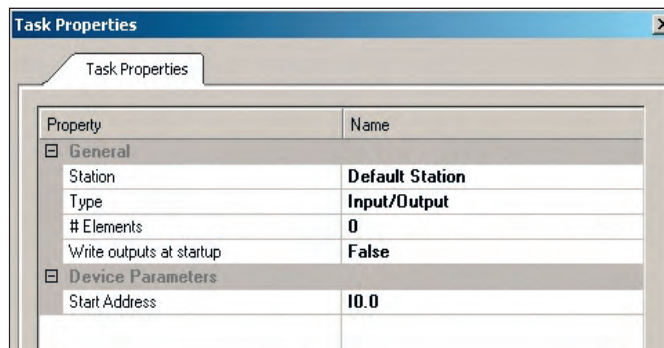 Task Properties
Task Properties
Property Name
General
Station Default Station
Type Input/Output
# Elements 0
Write outputs at startup False
Device Parameters
Start Address I0.0